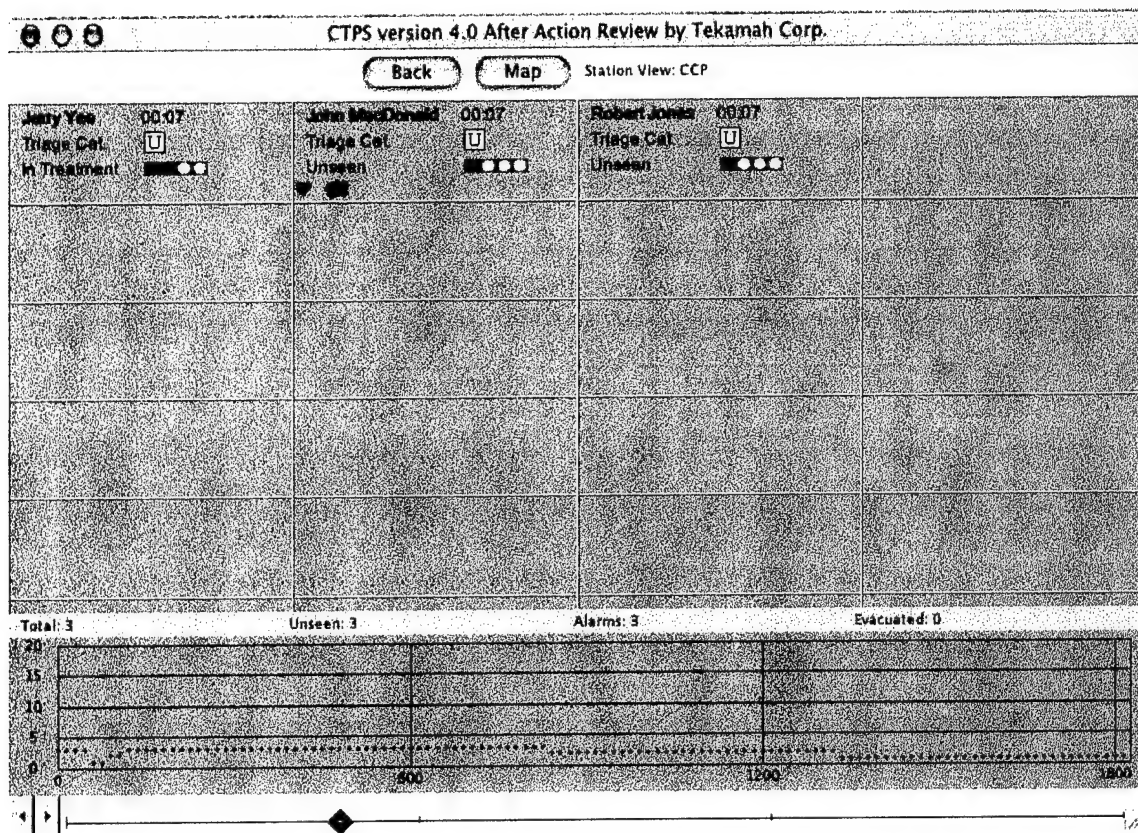 CTPS version 4.0 After Action Review by Tekamah Corp.
Back Map Station View: CCP
Jerry Yee 00:07
Triage Cat. U
In Treatment
John MacDonald 00:07
Triage Cat. U
Unseen
Robert Jones 00:07
Triage Cat. U
Unseen
Total: 3 Unseen: 3 Alarms: 3 Evacuated: 0
20
15
10
5
0
0 600 1200 1800